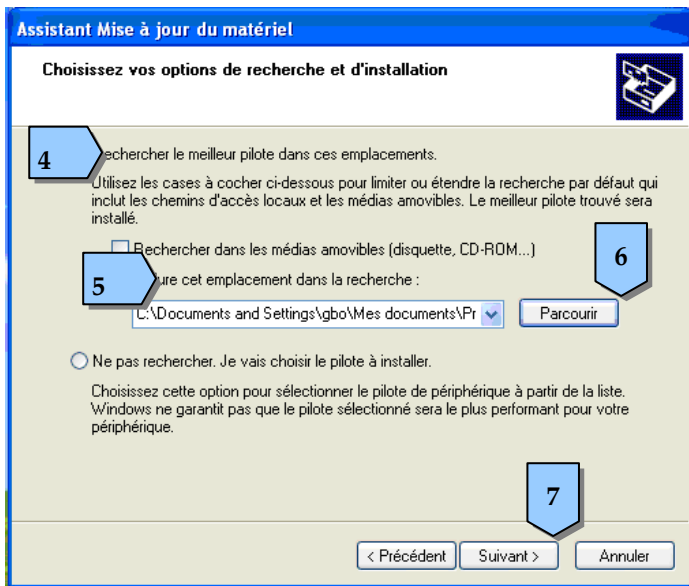 Assistant Mise à jour du matériel
Choisissez vos options de recherche et d'installation
4
echercher le meilleur pilote dans ces emplacements.
Utilisez les cases à cocher ci-dessous pour limiter ou étendre la recherche par défaut qui
inclut les chemins d'accès locaux et les médias amovibles. Le meilleur pilote trouvé sera
installé.
Rechercher dans les médias amovibles (disquette, CD-ROM...)
6
5
ure cet emplacement dans la recherche :
C:\Documents and Settings\gbo\Mes documents\Pr
Parcourir
Ne pas rechercher. Je vais choisir le pilote à installer.
Choisissez cette option pour sélectionner le pilote de périphérique à partir de la liste.
Windows ne garantit pas que le pilote sélectionné sera le plus performant pour votre
périphérique.
7
< Précédent
Suivant >
Annuler